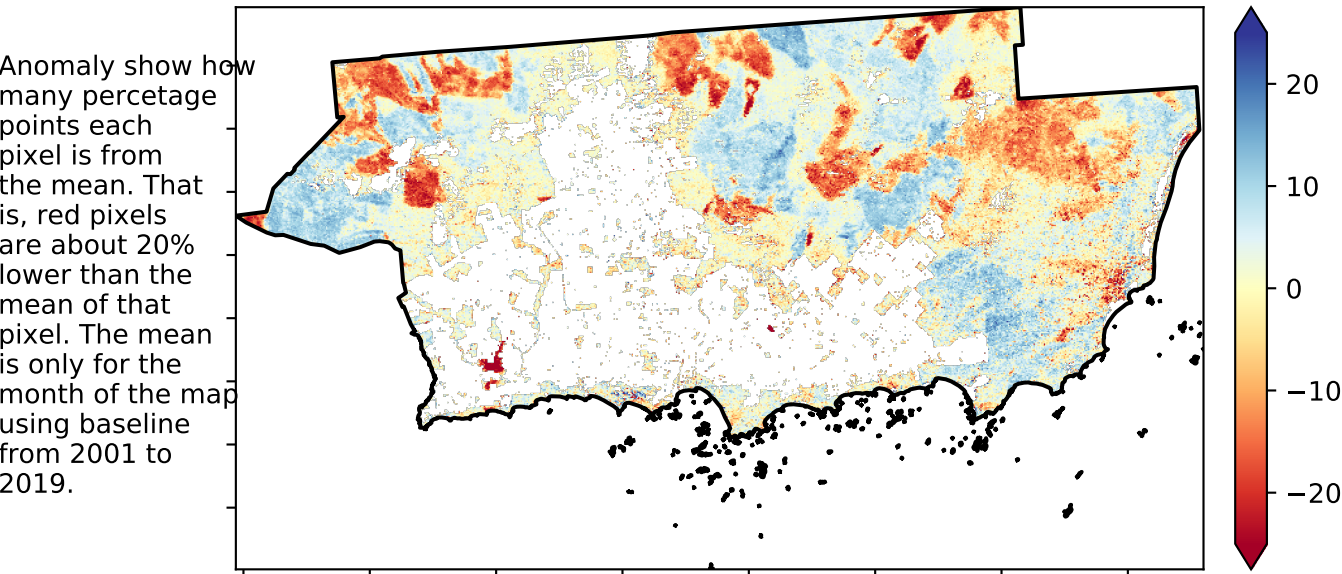 Anomaly show how
many percetage
points each
pixel is from
the mean. That
is, red pixels
are about 20%
lower than the
mean of that
pixel. The mean
is only for the
month of the map
using baseline
from 2001 to
2019.
20
10
0
−10
−20